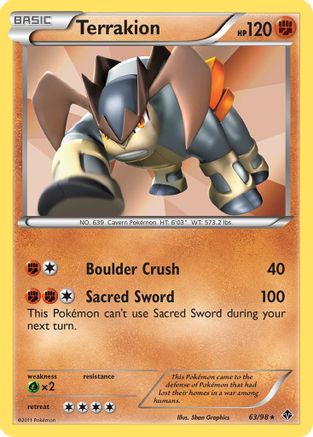 BASIC
Terrakion
HP120
NO. 639 Cavern Pokémon. HT: 6'03" WT: 573.2 lbs.
Boulder Crush 40
Sacred Sword 100
This Pokémon can't use Sacred Sword during your
next turn.
weakness
resistance
×2
retreat
This Pokémon came to the
defense of Pokémon that had
lost their homes in a war among
humans.
©2011 Pokémon
Illus. 5ban Graphics
63/98